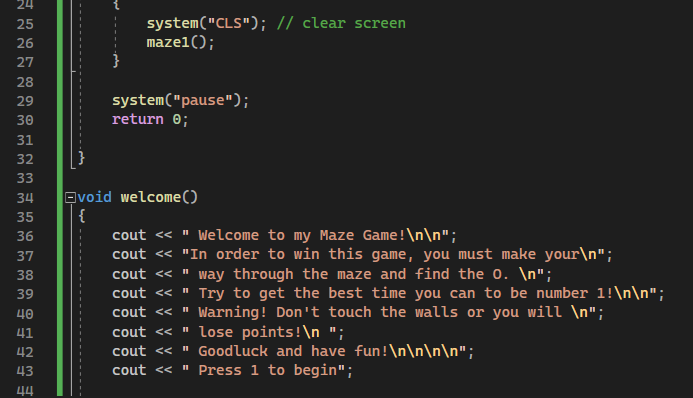 24 {
25 system("CLS"); // clear screen
26 maze1();
27 }
28
29 system("pause");
30 return 0;
31
32 }
33
34 void welcome()
35 {
36 cout << " Welcome to my Maze Game!\n\n";
37 cout << "In order to win this game, you must make your\n";
38 cout << " way through the maze and find the O. \n";
39 cout << " Try to get the best time you can to be number 1!\n\n";
40 cout << " Warning! Don't touch the walls or you will \n";
41 cout << " lose points!\n ";
42 cout << " Goodluck and have fun!\n\n\n\n";
43 cout << " Press 1 to begin";
44